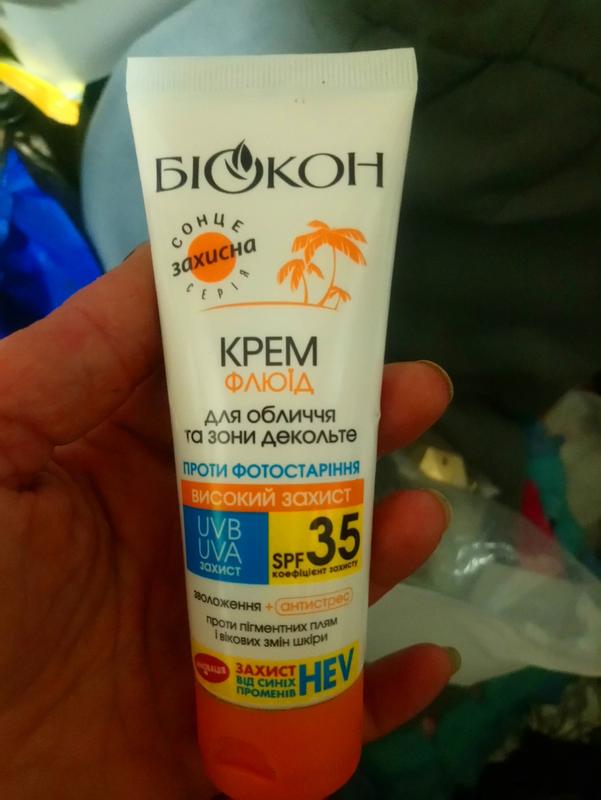 БІОКОН
СОНЦЕ
захисна
СЕРІЯ
КРЕМ
ФЛЮЇД
для обличчя
та зони декольте
ПРОТИ ФОТОСТАРІННЯ
ВИСОКИЙ ЗАХИСТ
UVB
UVA
захист
SPF 35
коефіцієнт захисту
зволоження + антистрес
проти пігментних плям
і вікових змін шкіри
Інновація
ЗАХИСТ
ВІД СИНІХ
ПРОМЕНІВ
HEV